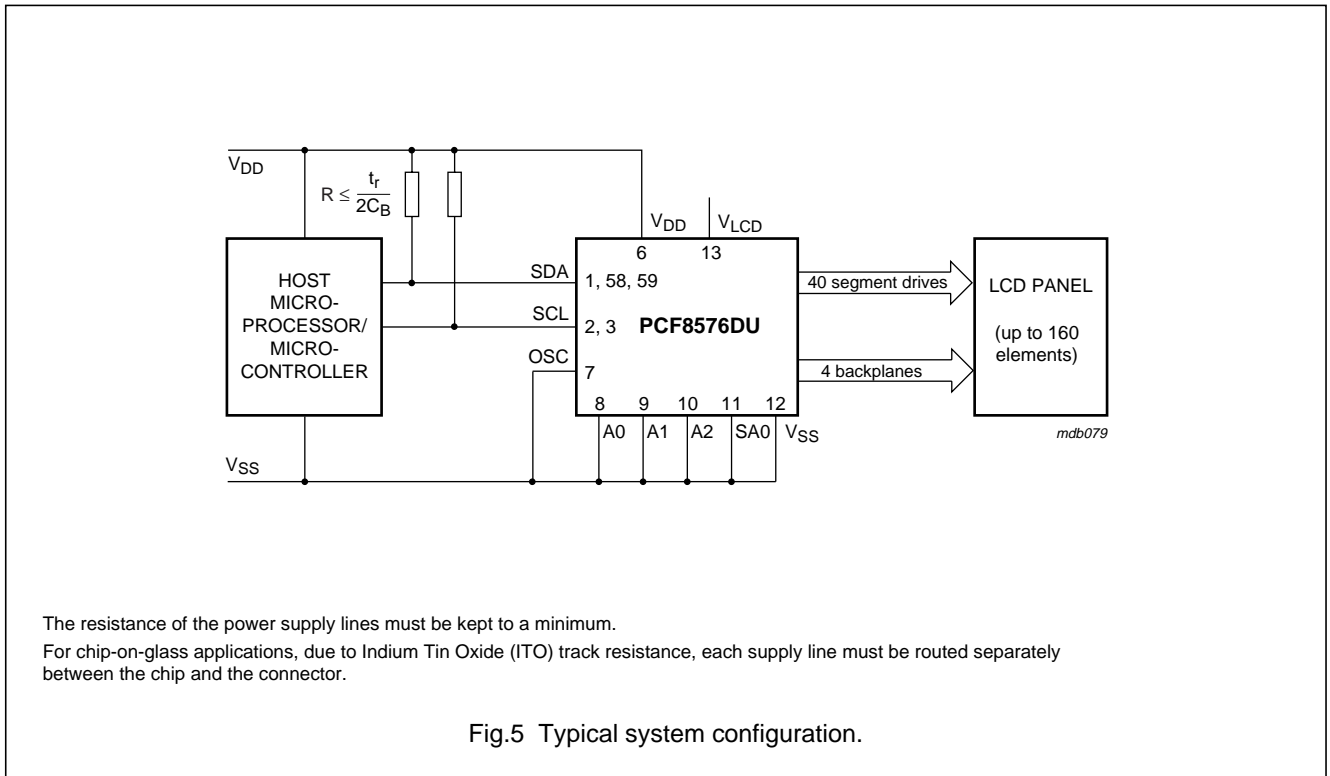 VDD
R ≤ tr
2CB
VDD
VLCD
6
13
HOST
MICRO-
PROCESSOR/
MICRO-
CONTROLLER
SDA
1, 58, 59
SCL
2, 3
PCF8576DU
OSC
7
40 segment drives
4 backplanes
LCD PANEL
(up to 160
elements)
8
9
10
11
12
A0
A1
A2
SA0
VSS
mdb079
VSS
The resistance of the power supply lines must be kept to a minimum.
For chip-on-glass applications, due to Indium Tin Oxide (ITO) track resistance, each supply line must be routed separately
between the chip and the connector.
Fig.5 Typical system configuration.